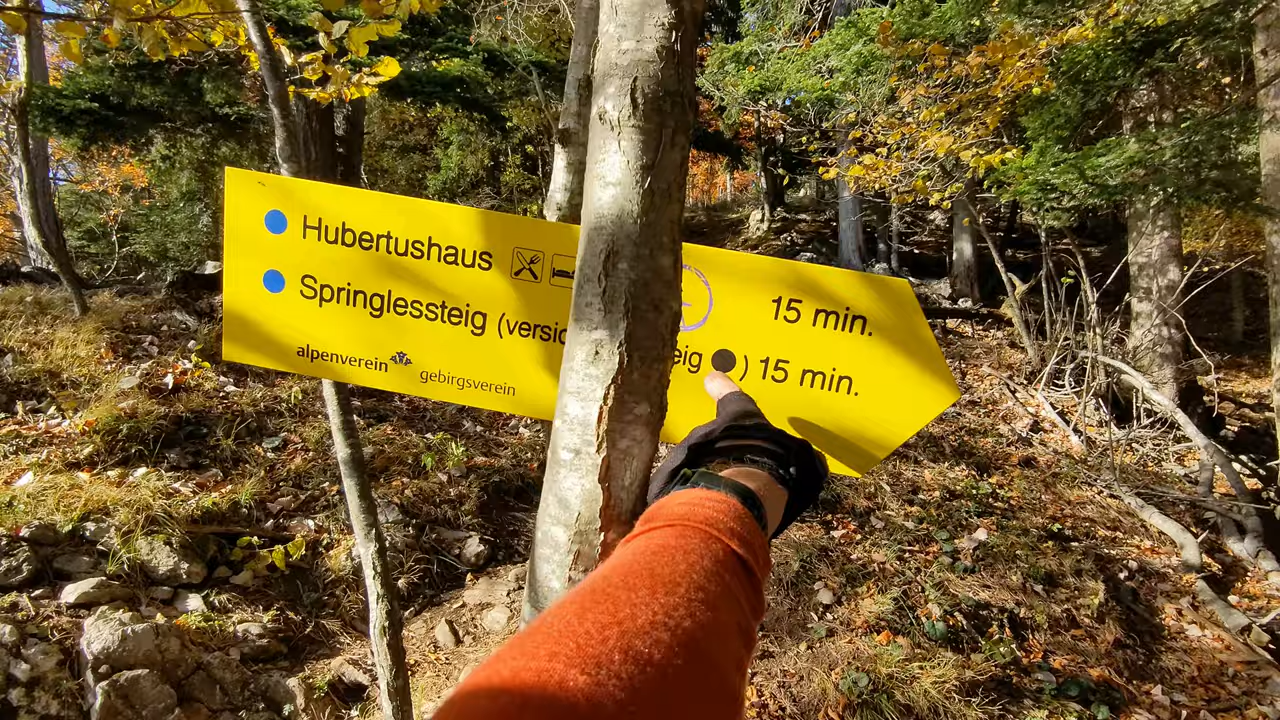 Hubertushaus 15 min.
Springlessteig (versic eig ) 15 min.
alpenverein gebirgsverein